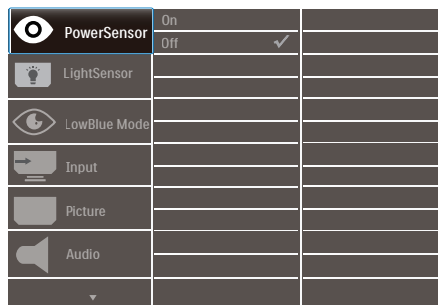 PowerSensor
On
Off
LightSensor
LowBlue Mode
Input
Picture
Audio